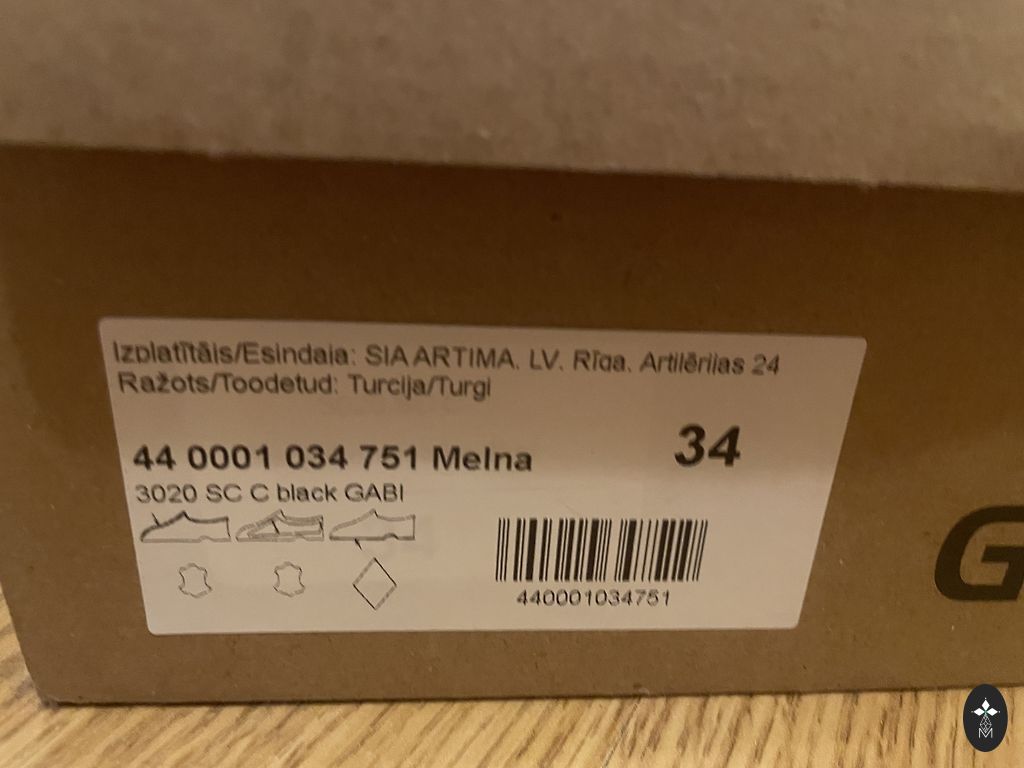 Izplatītājs/Esindaja: SIA ARTIMA, LV, Rīga, Artilērijas 24
Ražots/Toodetud: Turcija/Turgi
44 0001 034 751 Melna
34
3020 SC C black GABI
440001034751
G
M